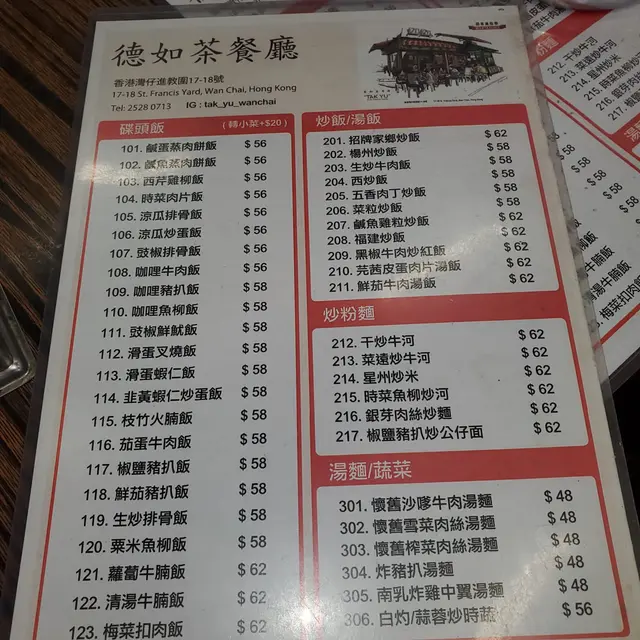 德如茶餐廳
香港灣仔進教圍17-18號
17-18 St. Francis Yard, Wan Chai, Hong Kong
Tel: 2528 0713 IG : tak_yu_wanchai
碟頭飯 (轉小菜+$20)
101. 鹹蛋蒸肉餅飯 $ 56
102. 鹹魚蒸肉餅飯 $ 56
103. 西芹雞柳飯 $ 56
104. 時菜肉片飯 $ 56
105. 涼瓜排骨飯 $ 56
106. 涼瓜炒蛋飯 $ 56
107. 豉椒排骨飯 $ 56
108. 咖哩牛肉飯 $ 56
109. 咖哩豬扒飯 $ 58
110. 咖哩魚柳飯 $ 58
111. 豉椒鮮魷飯 $ 58
112. 滑蛋叉燒飯 $ 58
113. 滑蛋蝦仁飯 $ 58
114. 韭黃蝦仁炒蛋飯 $ 58
115. 枝竹火腩飯 $ 58
116. 茄蛋牛肉飯 $ 58
117. 椒鹽豬扒飯 $ 58
118. 鮮茄豬扒飯 $ 58
119. 生炒排骨飯 $ 58
120. 粟米魚柳飯 $ 58
121. 蘿蔔牛腩飯 $ 62
122. 清湯牛腩飯 $ 62
123. 梅菜扣肉飯 $ 62
炒飯/湯飯
201. 招牌家鄉炒飯 $ 62
202. 楊州炒飯 $ 58
203. 生炒牛肉飯 $ 58
204. 西炒飯 $ 58
205. 五香肉丁炒飯 $ 58
206. 菜粒炒飯 $ 58
207. 鹹魚雞粒炒飯 $ 62
208. 福建炒飯 $ 62
209. 黑椒牛肉炒紅飯 $ 62
210. 芫茜皮蛋肉片湯飯 $ 62
211. 鮮茄牛肉湯飯 $ 58
炒粉麵
212. 干炒牛河 $ 62
213. 菜遠炒牛河 $ 62
214. 星州炒米 $ 62
215. 時菜魚柳炒河 $ 62
216. 銀芽肉絲炒麵 $ 62
217. 椒鹽豬扒炒公仔面 $ 62
湯麵/蔬菜
301. 懷舊沙嗲牛肉湯麵 $ 48
302. 懷舊雪菜肉絲湯麵 $ 48
303. 懷舊榨菜肉絲湯麵 $ 48
304. 炸豬扒湯麵 $ 48
305. 南乳炸雞中翼湯麵 $ 48
306. 白灼/蒜蓉炒時蔬 $ 56
212. 干炒牛河
213. 菜遠炒牛河
214. 星州炒米